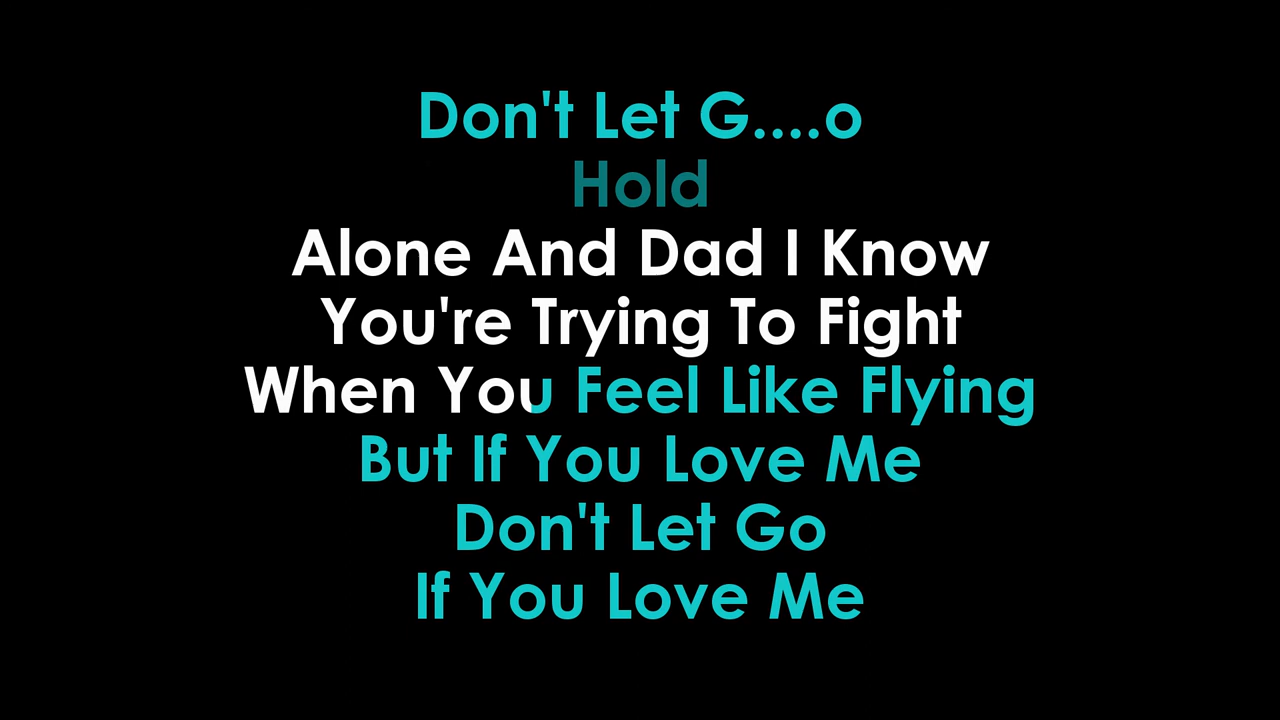 Don't Let G....o
Hold
Alone And Dad I Know
You're Trying To Fight
When You Feel Like Flying
But If You Love Me
Don't Let Go
If You Love Me